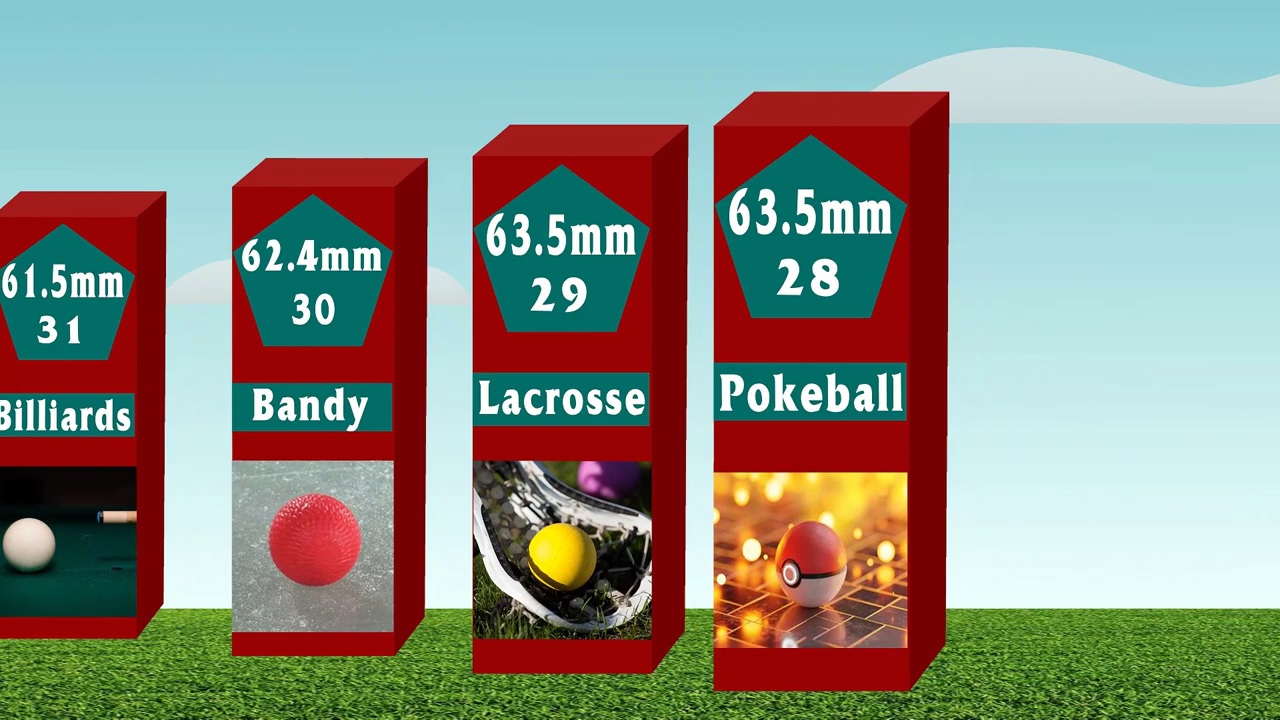 61.5mm
31
Billiards
62.4mm
30
Bandy
63.5mm
29
Lacrosse
63.5mm
28
Pokeball